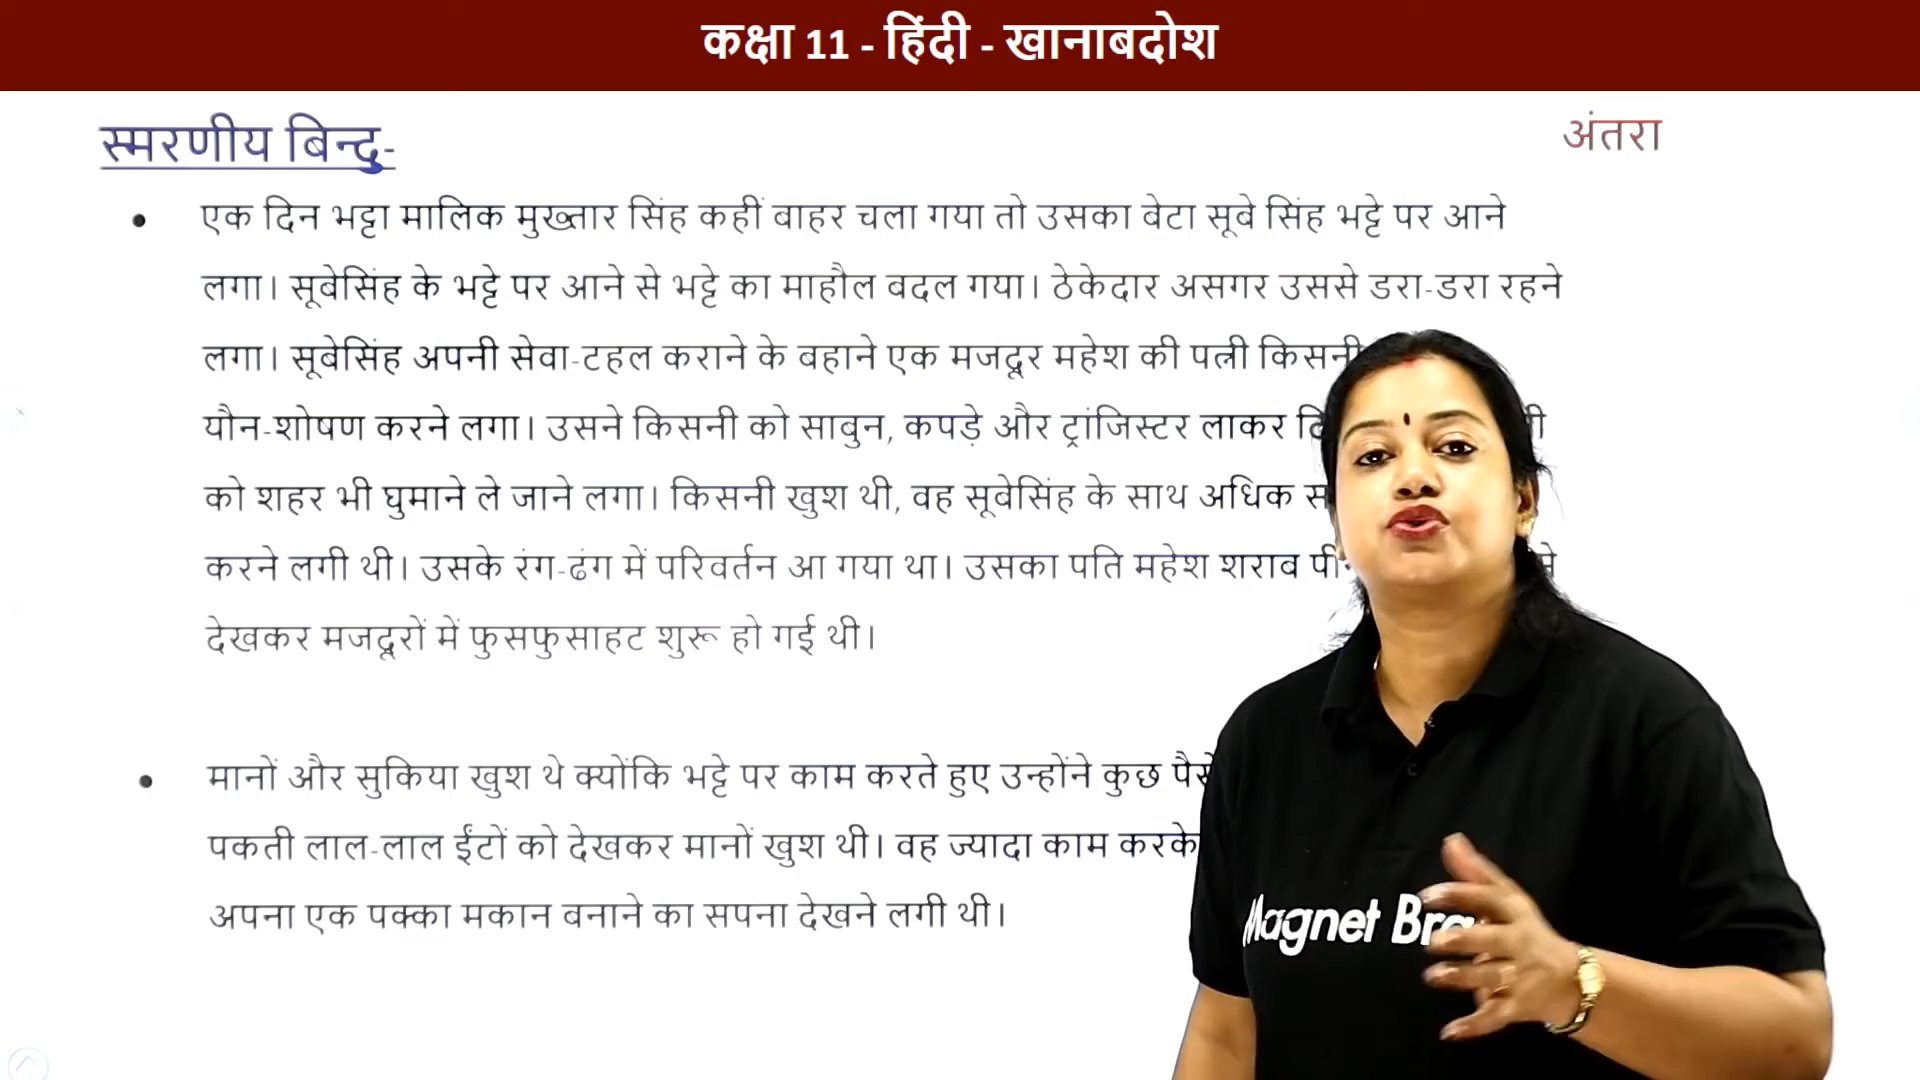 कक्षा 11 - हिंदी - खानाबदोश
स्मरणीय बिन्दु-
अंतरा
एक दिन भट्टा मालिक मुख्तार सिंह कहीं बाहर चला गया तो उसका बेटा सूबे सिंह भट्टे पर आने
लगा। सूबेसिंह के भट्टे पर आने से भट्टे का माहौल बदल गया। ठेकेदार असगर उससे डरा-डरा रहने
लगा। सूबेसिंह अपनी सेवा-टहल कराने के बहाने एक मजदूर महेश की पत्नी किसनी
यौन-शोषण करने लगा। उसने किसनी को साबुन, कपड़े और ट्रांजिस्टर लाकर
को शहर भी घुमाने ले जाने लगा। किसनी खुश थी, वह सूबेसिंह के साथ अधिक
करने लगी थी। उसके रंग-ढंग में परिवर्तन आ गया था। उसका पति महेश शराब
देखकर मजदूरों में फुसफुसाहट शुरू हो गई थी।
मानों और सुकिया खुश थे क्योंकि भट्टे पर काम करते हुए उन्होंने कुछ
पकती लाल-लाल ईंटों को देखकर मानों खुश थी। वह ज्यादा काम करके
अपना एक पक्का मकान बनाने का सपना देखने लगी थी।
Magnet